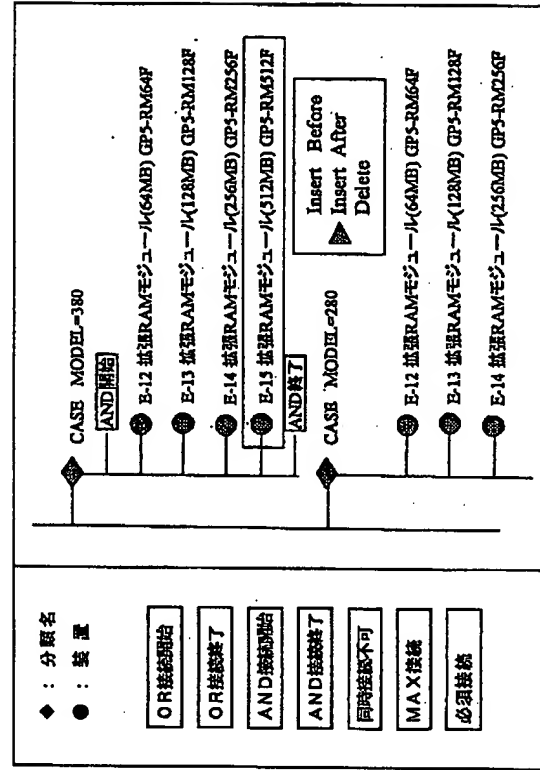 ◆：分類名
●：装置
OR接続開始
OR接続終了
AND接続開始
AND接続終了
同時接続不可
MAX接続
必須接続
CASE MODEL=380
AND開始
E-12 拡張RAMモジュール(64MB) GP5-RM64F
E-13 拡張RAMモジュール(128MB) GP5-RM128F
E-14 拡張RAMモジュール(256MB) GP5-RM256F
E-15 拡張RAMモジュール(512MB) GP5-RM512F
AND終了
Insert Before
Insert After
Delete
CASE MODEL=280
E-12 拡張RAMモジュール(64MB) GP5-RM64F
E-13 拡張RAMモジュール(128MB) GP5-RM128F
E-14 拡張RAMモジュール(256MB) GP5-RM256F